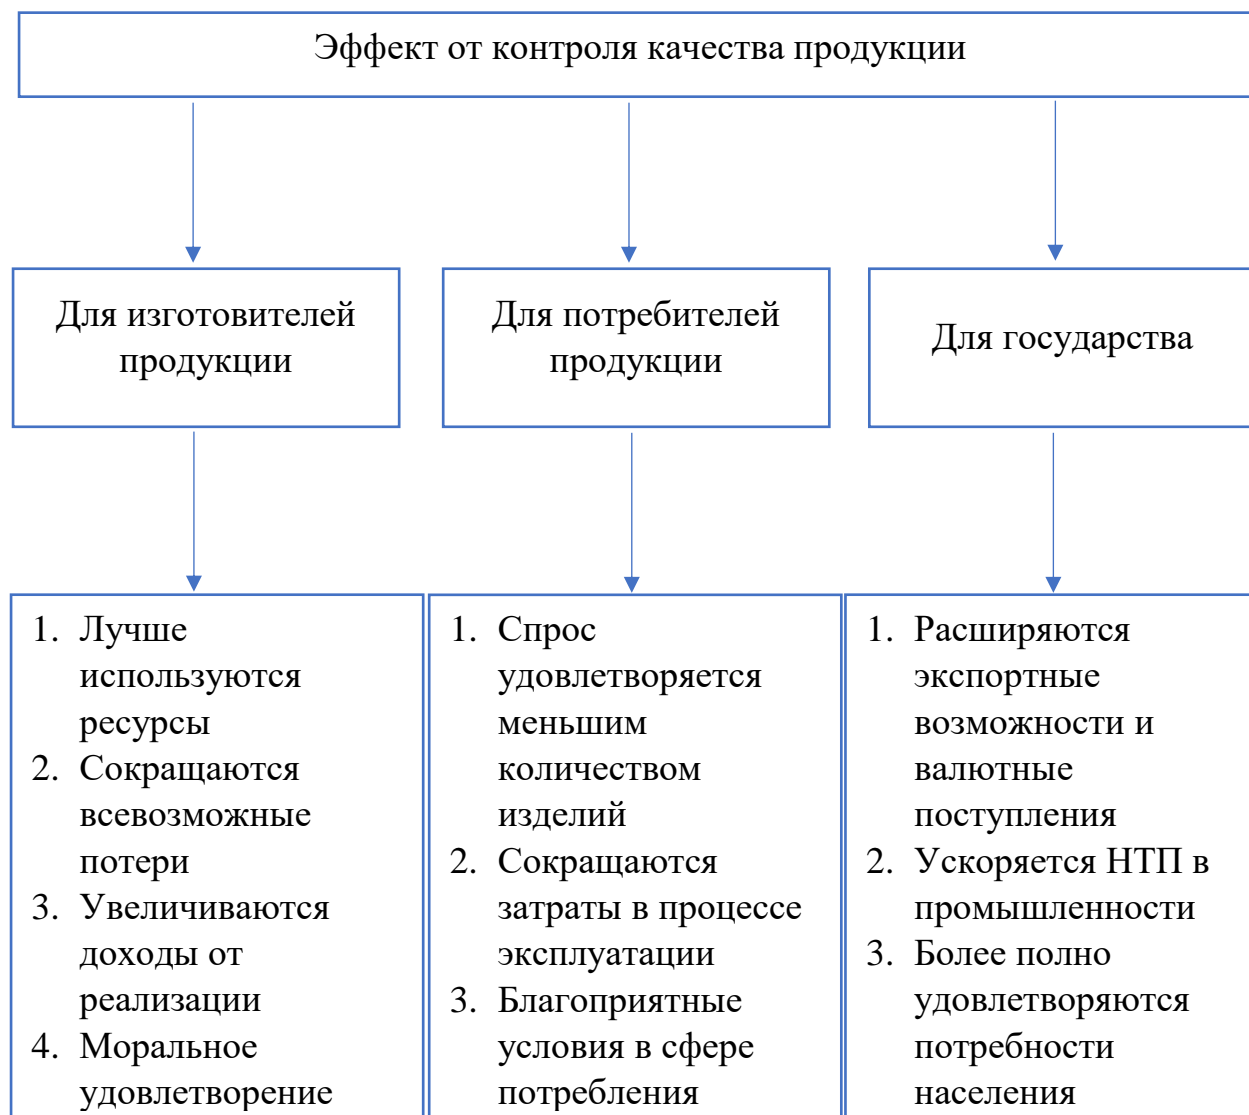 Эффект от контроля качества продукции
Для изготовителей
продукции
Для потребителей
продукции
Для государства
1. Лучше
используются
ресурсы
2. Сокращаются
всевозможные
потери
3. Увеличиваются
доходы от
реализации
4. Моральное
удовлетворение
1. Спрос
удовлетворяется
меньшим
количеством
изделий
2. Сокращаются
затраты в процессе
эксплуатации
3. Благоприятные
условия в сфере
потребления
1. Расширяются
экспортные
возможности и
валютные
поступления
2. Ускоряется НТП в
промышленности
3. Более полно
удовлетворяются
потребности
населения